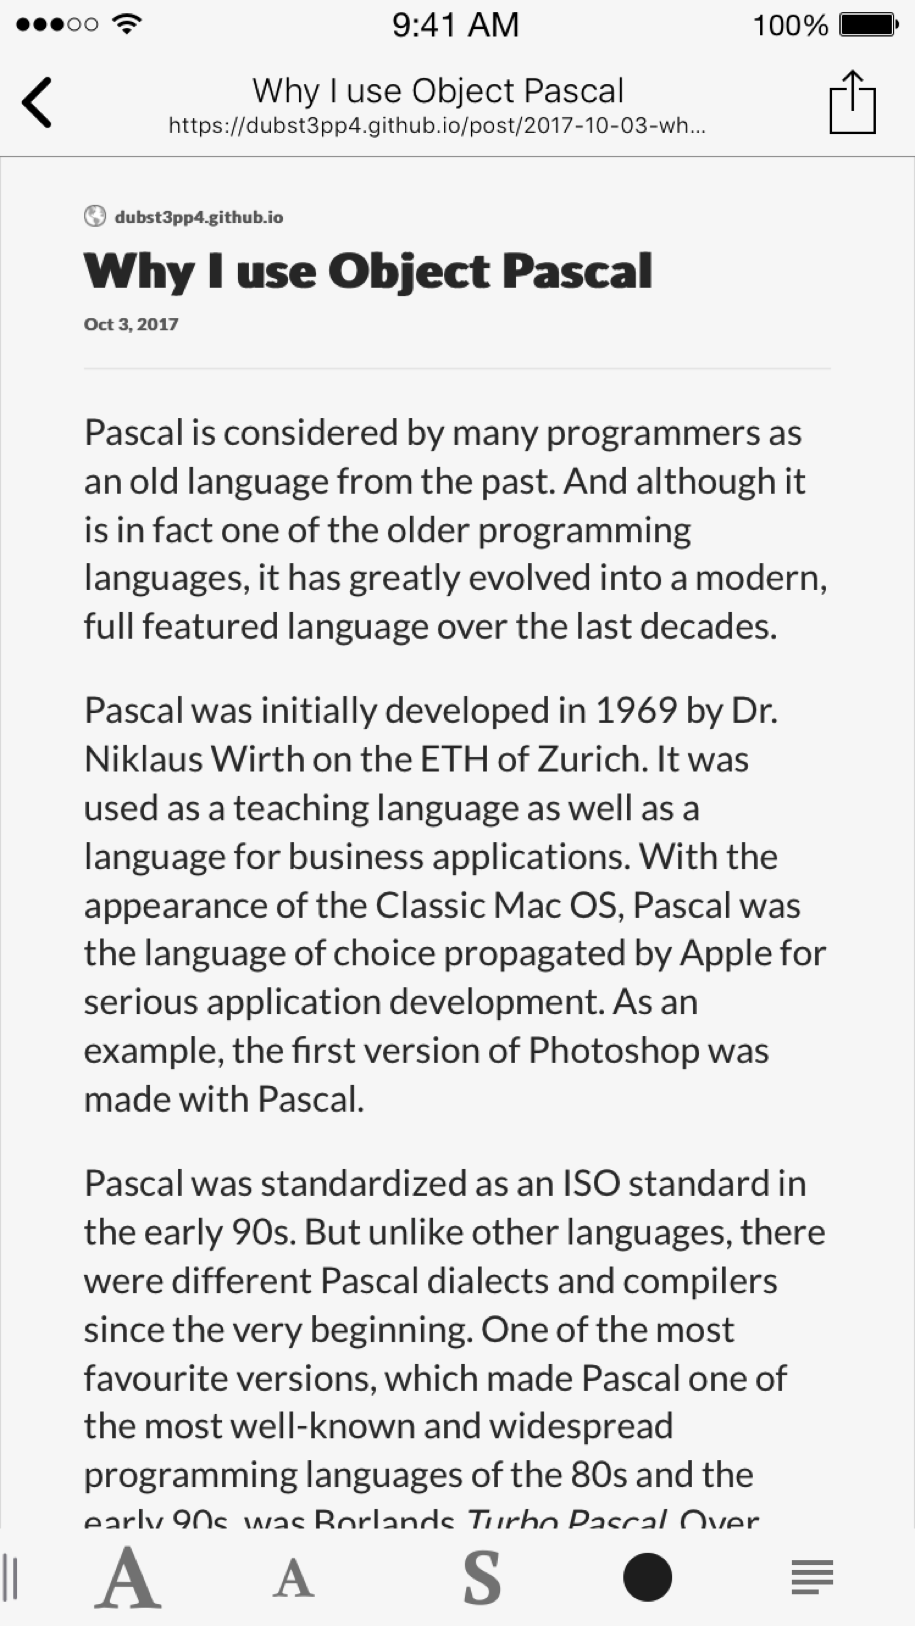 9:41 AM
100%
Why I use Object Pascal
https://dubst3pp4.github.io/post/2017-10-03-wh...
dubst3pp4.github.io
Why I use Object Pascal
Oct 3, 2017
Pascal is considered by many programmers as
an old language from the past. And although it
is in fact one of the older programming
languages, it has greatly evolved into a modern,
full featured language over the last decades.
Pascal was initially developed in 1969 by Dr.
Niklaus Wirth on the ETH of Zurich. It was
used as a teaching language as well as a
language for business applications. With the
appearance of the Classic Mac OS, Pascal was
the language of choice propagated by Apple for
serious application development. As an
example, the first version of Photoshop was
made with Pascal.
Pascal was standardized as an ISO standard in
the early 90s. But unlike other languages, there
were different Pascal dialects and compilers
since the very beginning. One of the most
favourite versions, which made Pascal one of
the most well-known and widespread
programming languages of the 80s and the
early 90s, was Borlands Turbo Pascal. Over
A A S